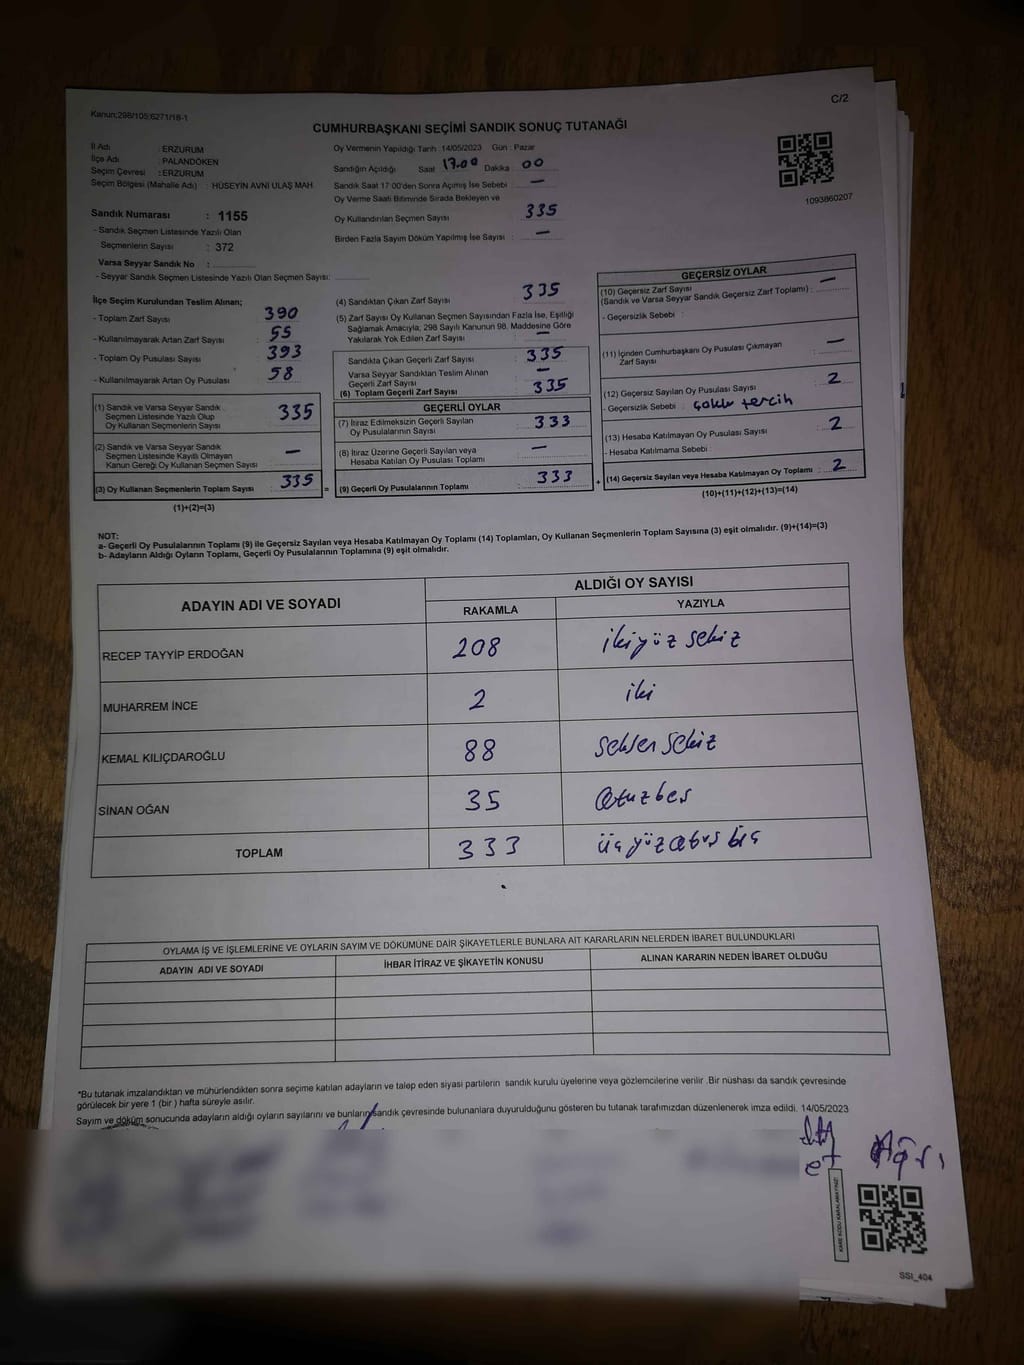 Kanun;298/105;6271/18-1
C/2
CUMHURBAŞKANI SEÇİMİ SANDIK SONUÇ TUTANAĞI
İl Adı : ERZURUM
İlçe Adı : PALANDÖKEN
Seçim Çevresi : ERZURUM
Seçim Bölgesi (Mahalle Adı) : HÜSEYİN AVNİ ULAŞ MAH
Sandık Numarası : 1155
- Sandık Seçmen Listesinde Yazılı Olan
Seçmenlerin Sayısı : 372
Varsa Seyyar Sandık No :
- Seyyar Sandık Seçmen Listesinde Yazılı Olan Seçmen Sayısı:
Oy Vermenin Yapıldığı Tarih : 14/05/2023 Gün : Pazar
Sandığın Açıldığı Saat 17.00 Dakika 00
Sandık Saat 17:00'den Sonra Açımış İse Sebebi : —
Oy Verme Saati Bitiminde Sırada Bekleyen ve
Oy Kullandırılan Seçmen Sayısı : 335
Birden Fazla Sayım Döküm Yapılmış İse Sayısı : —
1093860207
İlçe Seçim Kurulundan Teslim Alınan;
- Toplam Zarf Sayısı : 390
- Kullanılmayarak Artan Zarf Sayısı : 55
- Toplam Oy Pusulası Sayısı : 393
- Kullanılmayarak Artan Oy Pusulası : 58
(1) Sandık ve Varsa Seyyar Sandık
Seçmen Listesinde Yazılı Olup
Oy Kullanan Seçmenlerin Sayısı : 335
(2) Sandık ve Varsa Seyyar Sandık
Seçmen Listesinde Kayıtlı Olmayan
Kanun Gereği Oy Kullanan Seçmen Sayısı : —
(3) Oy Kullanan Seçmenlerin Toplam Sayısı : 335 =
(1)+(2)=(3)
(4) Sandıktan Çıkan Zarf Sayısı : 335
(5) Zarf Sayısı Oy Kullanan Seçmen Sayısından Fazla İse, Eşitliği
Sağlamak Amacıyla; 298 Sayılı Kanunun 98. Maddesine Göre
Yakılarak Yok Edilen Zarf Sayısı : —
Sandıkta Çıkan Geçerli Zarf Sayısı : 335
Varsa Seyyar Sandıktan Teslim Alınan
Geçerli Zarf Sayısı : —
(6) Toplam Geçerli Zarf Sayısı : 335
GEÇERLİ OYLAR
(7) İtiraz Edilmeksizin Geçerli Sayılan
Oy Pusulalarının Sayısı : 333
(8) İtiraz Üzerine Geçerli Sayılan veya
Hesaba Katılan Oy Pusulası Toplamı : —
(9) Geçerli Oy Pusulalarının Toplamı : 333 +
GEÇERSİZ OYLAR
(10) Geçersiz Zarf Sayısı
(Sandık ve Varsa Seyyar Sandık Geçersiz Zarf Toplamı) : —
- Geçersizlik Sebebi :
(11) İçinden Cumhurbaşkanı Oy Pusulası Çıkmayan
Zarf Sayısı : —
(12) Geçersiz Sayılan Oy Pusulası Sayısı : 2
- Geçersizlik Sebebi : çoklu tercih
(13) Hesaba Katılmayan Oy Pusulası Sayısı : 2
- Hesaba Katılmama Sebebi :
(14) Geçersiz Sayılan veya Hesaba Katılmayan Oy Toplamı : 2
(10)+(11)+(12)+(13)=(14)
NOT:
a- Geçerli Oy Pusulalarının Toplamı (9) ile Geçersiz Sayılan veya Hesaba Katılmayan Oy Toplamı (14) Toplamları, Oy Kullanan Seçmenlerin Toplam Sayısına (3) eşit olmalıdır. (9)+(14)=(3)
b- Adayların Aldığı Oyların Toplamı, Geçerli Oy Pusulalarının Toplamına (9) eşit olmalıdır.
ADAYIN ADI VE SOYADI
ALDIĞI OY SAYISI
RAKAMLA YAZIYLA
RECEP TAYYİP ERDOĞAN 208 ikiyüz sekiz
MUHARREM İNCE 2 iki
KEMAL KILIÇDAROĞLU 88 seksen sekiz
SİNAN OĞAN 35 otuzbeş
TOPLAM 333 üçyüzotuz üç
OYLAMA İŞ VE İŞLEMLERİNE VE OYLARIN SAYIM VE DÖKÜMÜNE DAİR ŞİKAYETLERLE BUNLARA AİT KARARLARIN NELERDEN İBARET BULUNDUKLARI
ADAYIN ADI VE SOYADI İHBAR İTİRAZ VE ŞİKAYETİN KONUSU ALINAN KARARIN NEDEN İBARET OLDUĞU
*Bu tutanak imzalandıktan ve mühürlendikten sonra seçime katılan adayların ve talep eden siyasi partilerin sandık kurulu üyelerine veya gözlemcilerine verilir .Bir nüshası da sandık çevresinde
görülecek bir yere 1 (bir ) hafta süreyle asılır.
Sayım ve döküm sonucunda adayların aldığı oyların sayılarını ve bunların sandık çevresinde bulunanlara duyurulduğunu gösteren bu tutanak tarafımızdan düzenlenerek imza edildi. 14/05/2023
KARE KODU KARALAMAYINIZ!
SSI_404